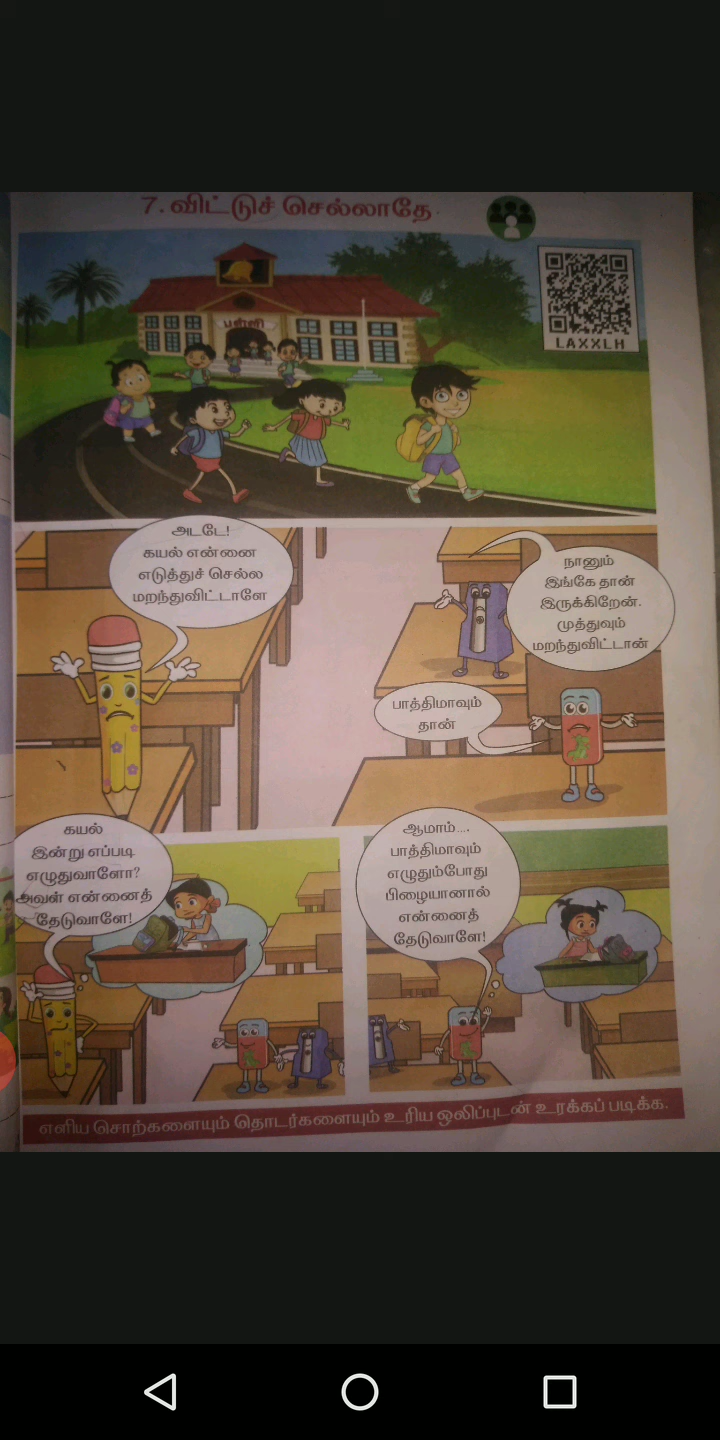 7. விட்டுச் செல்லாதே
LAXXLH
பள்ளி
அடடே!
கயல் என்னை
எடுத்துச் செல்ல
மறந்துவிட்டாளே
நானும்
இங்கே தான்
இருக்கிறேன்.
முத்துவும்
மறந்துவிட்டான்
பாத்திமாவும்
தான்
கயல்
இன்று எப்படி
எழுதுவாளோ?
அவள் என்னைத்
தேடுவாளே!
ஆமாம்....
பாத்திமாவும்
எழுதும்போது
பிழையானால்
என்னைத்
தேடுவாளே!
எளிய சொற்களையும் தொடர்களையும் உரிய ஒலிப்புடன் உரக்கப் படிக்க.